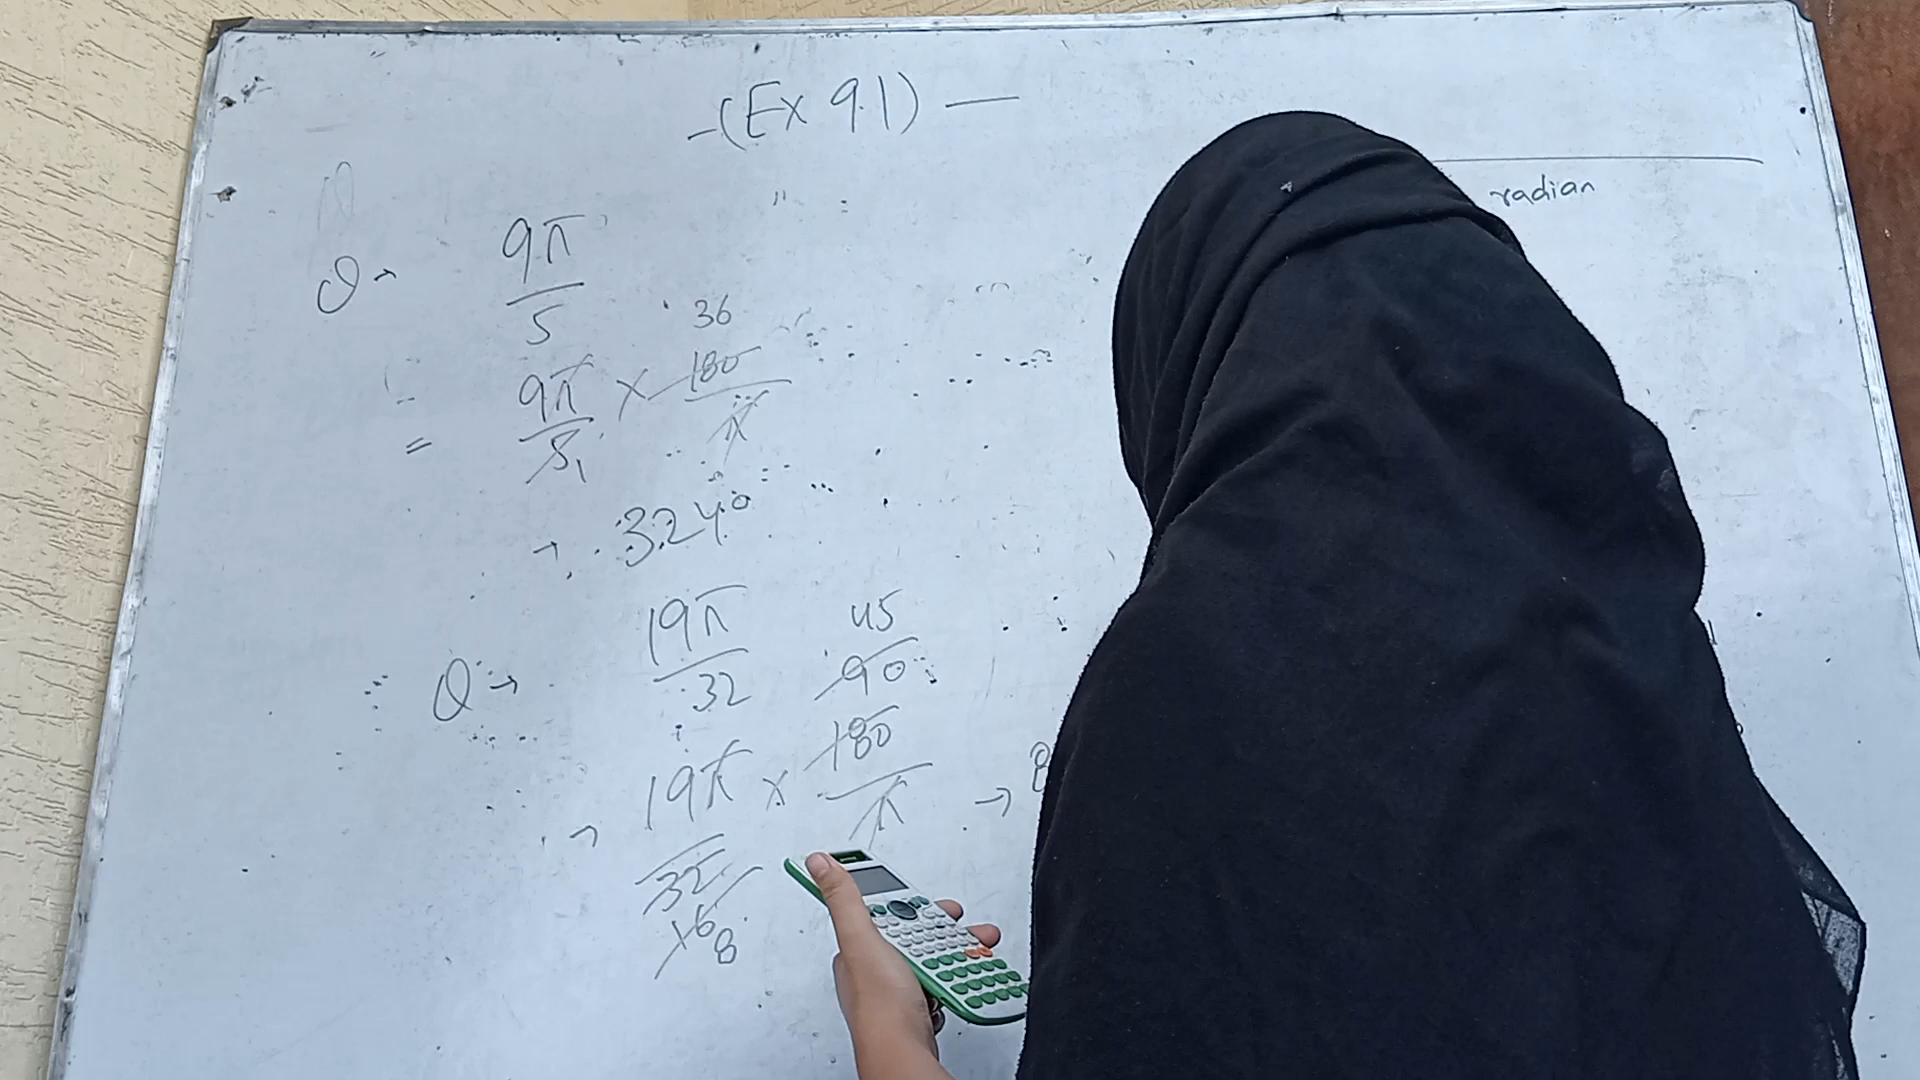 -(Ex 9.1) —
radian
Q→ 9π/5
= 9π/5 1 × 180/π 36
→ 324°
Q→ 19π/32
→ 19π/32 16 8 × 180/π 90 45 →